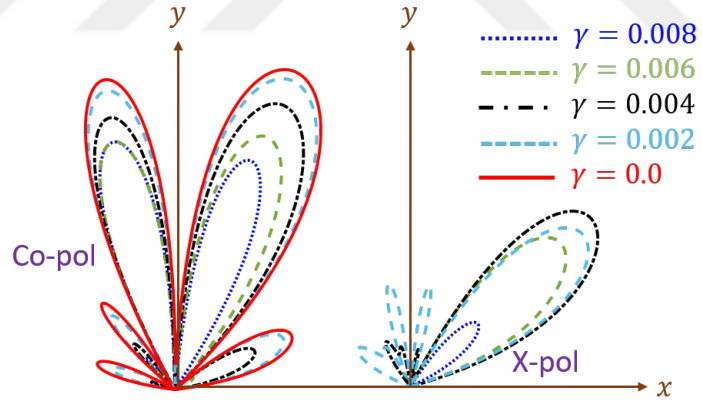 y
y
γ = 0.008
γ = 0.006
γ = 0.004
γ = 0.002
γ = 0.0
Co-pol
X-pol
x